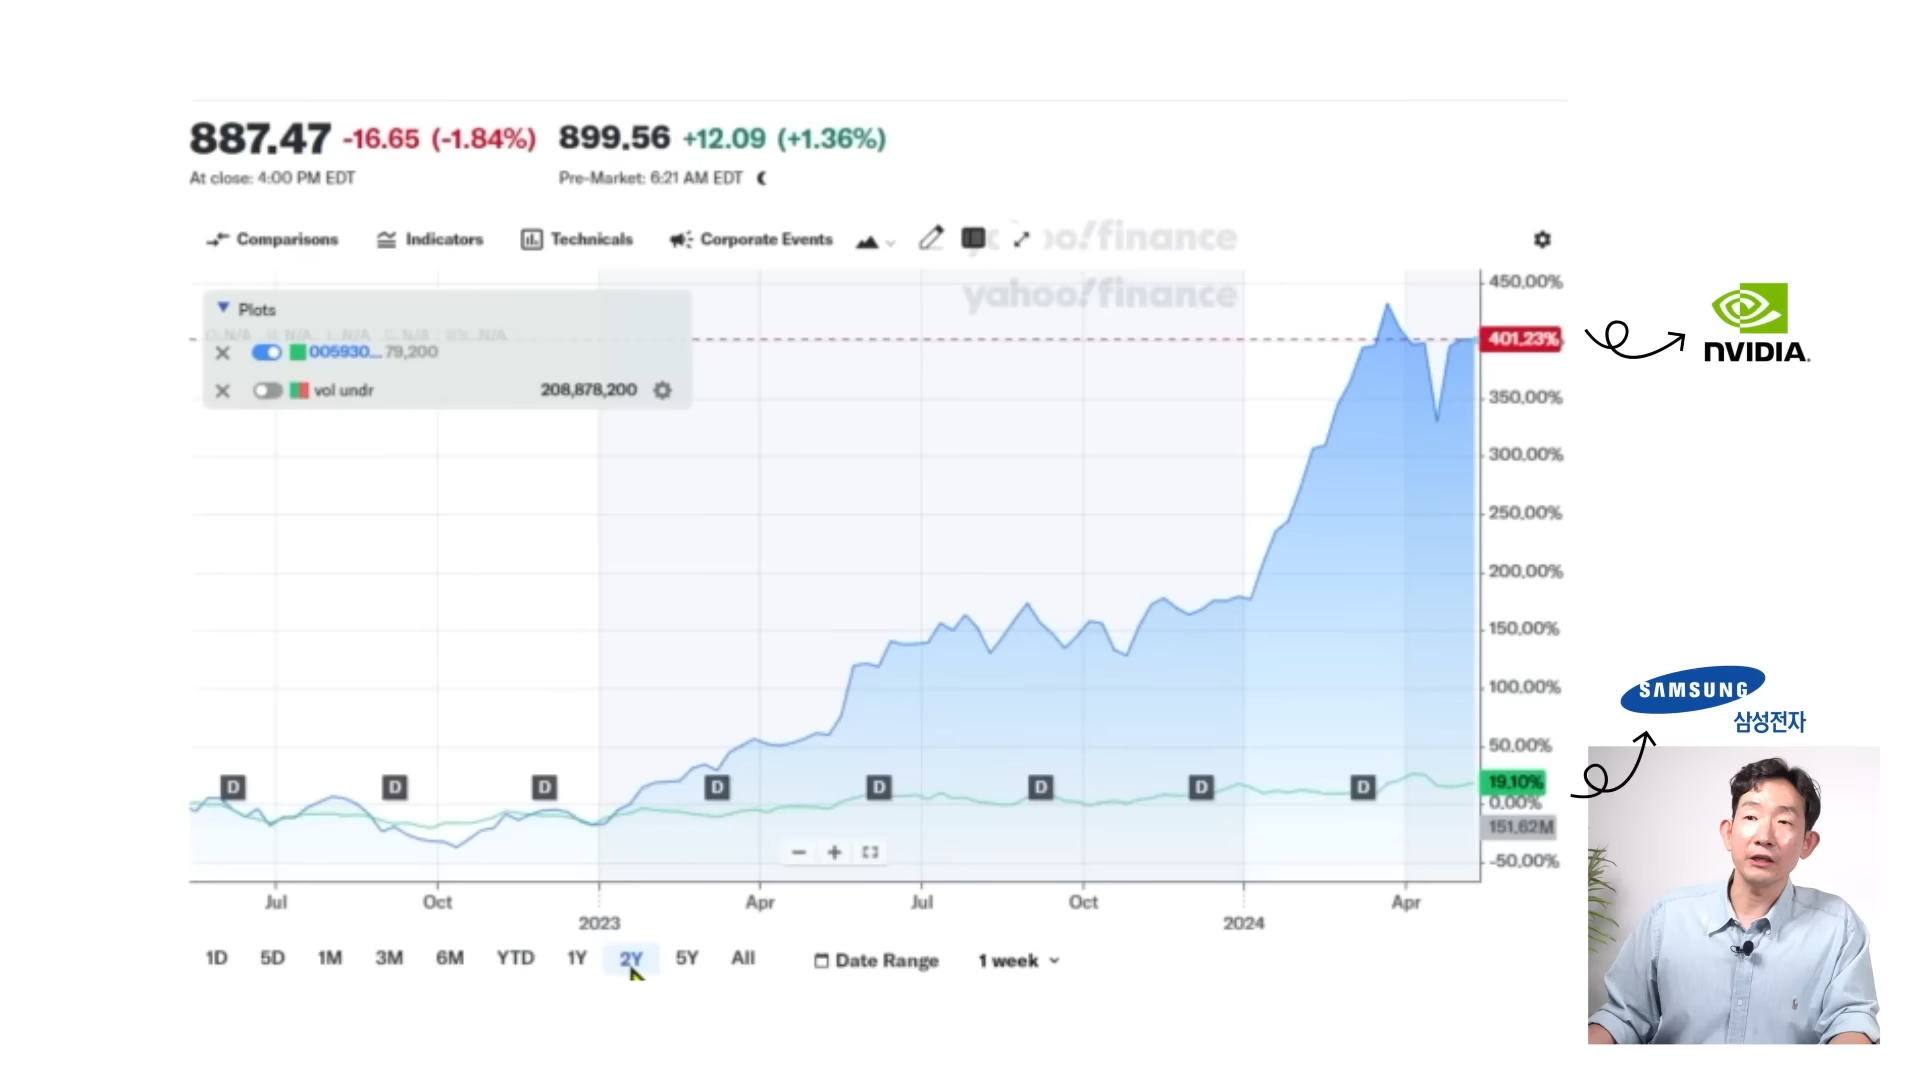 887.47 -16.65 (-1.84%) 899.56 +12.09 (+1.36%)
At close: 4:00 PM EDT Pre-Market: 6:21 AM EDT
Comparisons Indicators Technicals Corporate Events
yahoo!finance
450.00%
Plots
401.23%
NVIDIA.
005930... 79,200
vol undr 208,878,200
350.00%
300.00%
250.00%
200.00%
150.00%
100.00%
SAMSUNG
삼성전자
50.00%
D D D D D D D D
19.10%
0.00%
151.62M
-50.00%
Jul Oct 2023 Apr Jul Oct 2024 Apr
1D 5D 1M 3M 6M YTD 1Y 2Y 5Y All Date Range 1 week